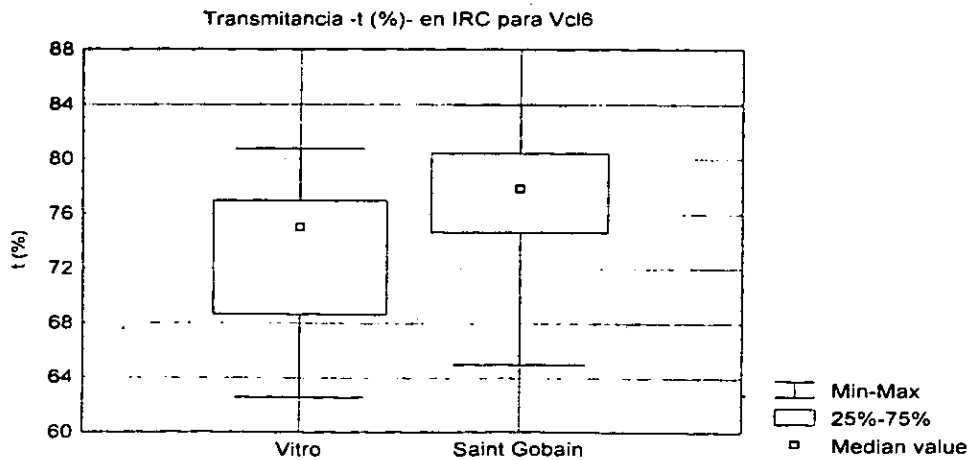 Transmitancia -t (%)- en IRC para Vcl6
88
84
80
76
72
68
64
60
t (%)
Vitro
Saint Gobain
Min-Max
25%-75%
Median value